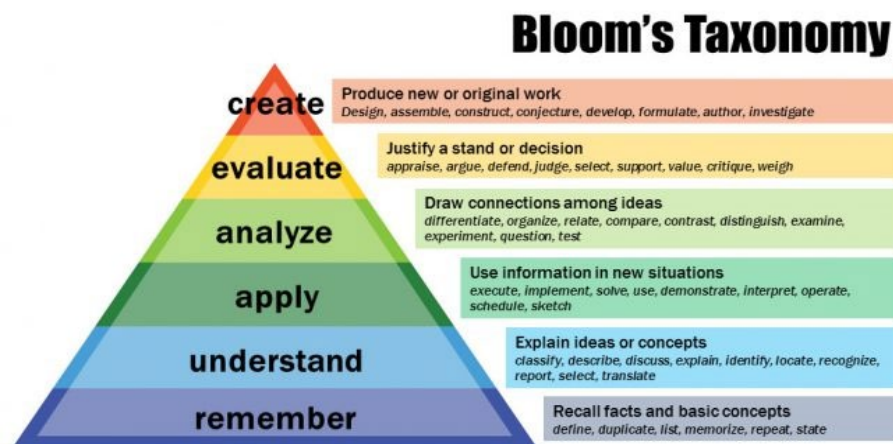 Bloom's Taxonomy
create
Produce new or original work
Design, assemble, construct, conjecture, develop, formulate, author, investigate
evaluate
Justify a stand or decision
appraise, argue, defend, judge, select, support, value, critique, weigh
analyze
Draw connections among ideas
differentiate, organize, relate, compare, contrast, distinguish, examine,
experiment, question, test
apply
Use information in new situations
execute, implement, solve, use, demonstrate, interpret, operate,
schedule, sketch
understand
Explain ideas or concepts
classify, describe, discuss, explain, identify, locate, recognize,
report, select, translate
remember
Recall facts and basic concepts
define, duplicate, list, memorize, repeat, state